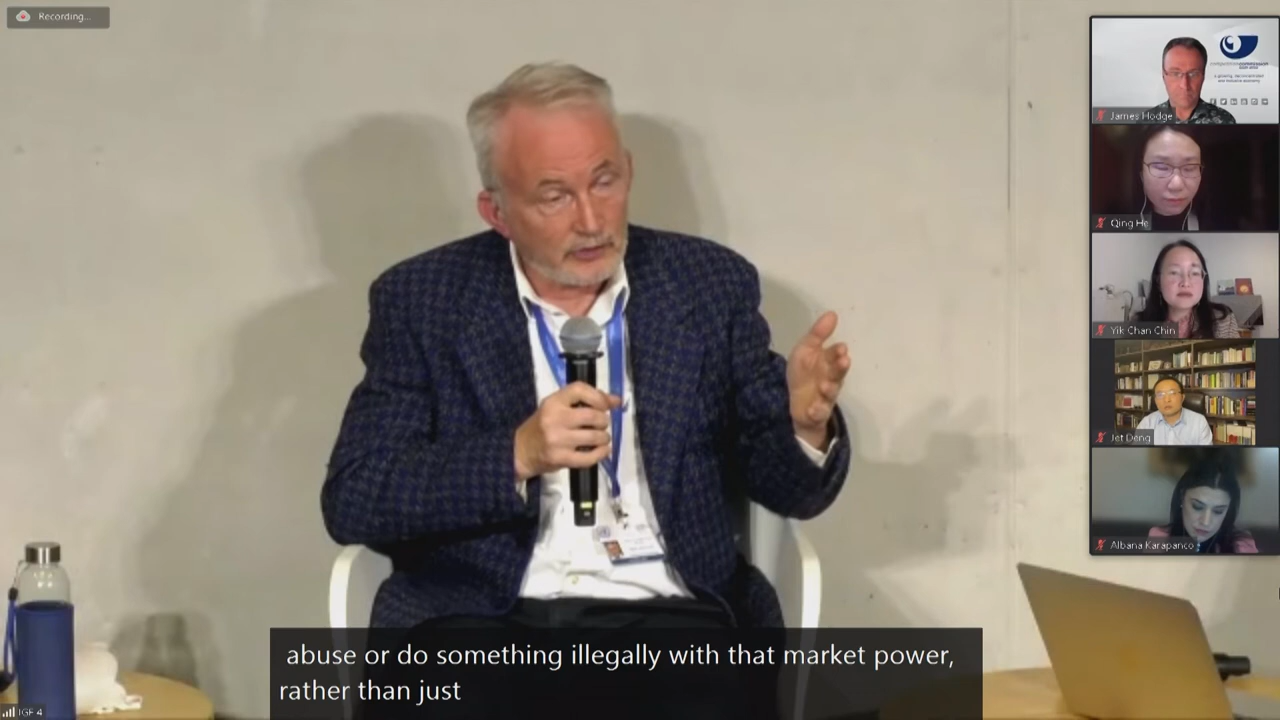 Recording...
James Hodge
Qing He
Yik Chan Chin
Jet Deng
Albana Karapanco
abuse or do something illegally with that market power,
rather than just
IGF 4